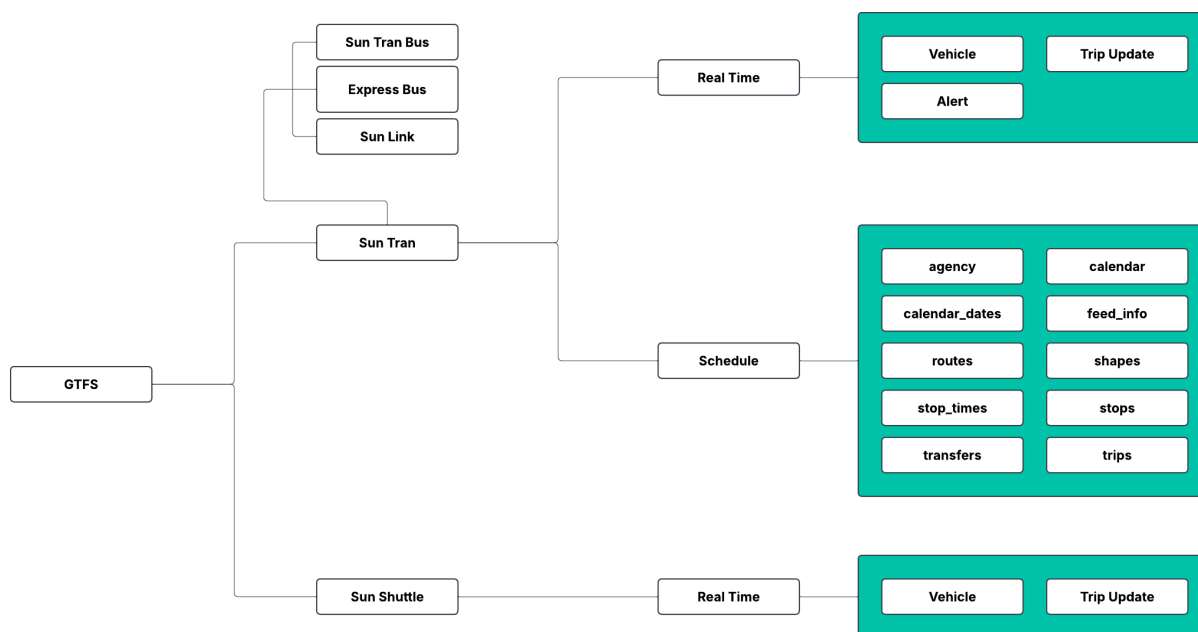 Sun Tran Bus
Express Bus
Sun Link
Sun Tran
GTFS
Sun Shuttle
Real Time
Vehicle
Trip Update
Alert
Schedule
agency
calendar
calendar_dates
feed_info
routes
shapes
stop_times
stops
transfers
trips
Real Time
Vehicle
Trip Update